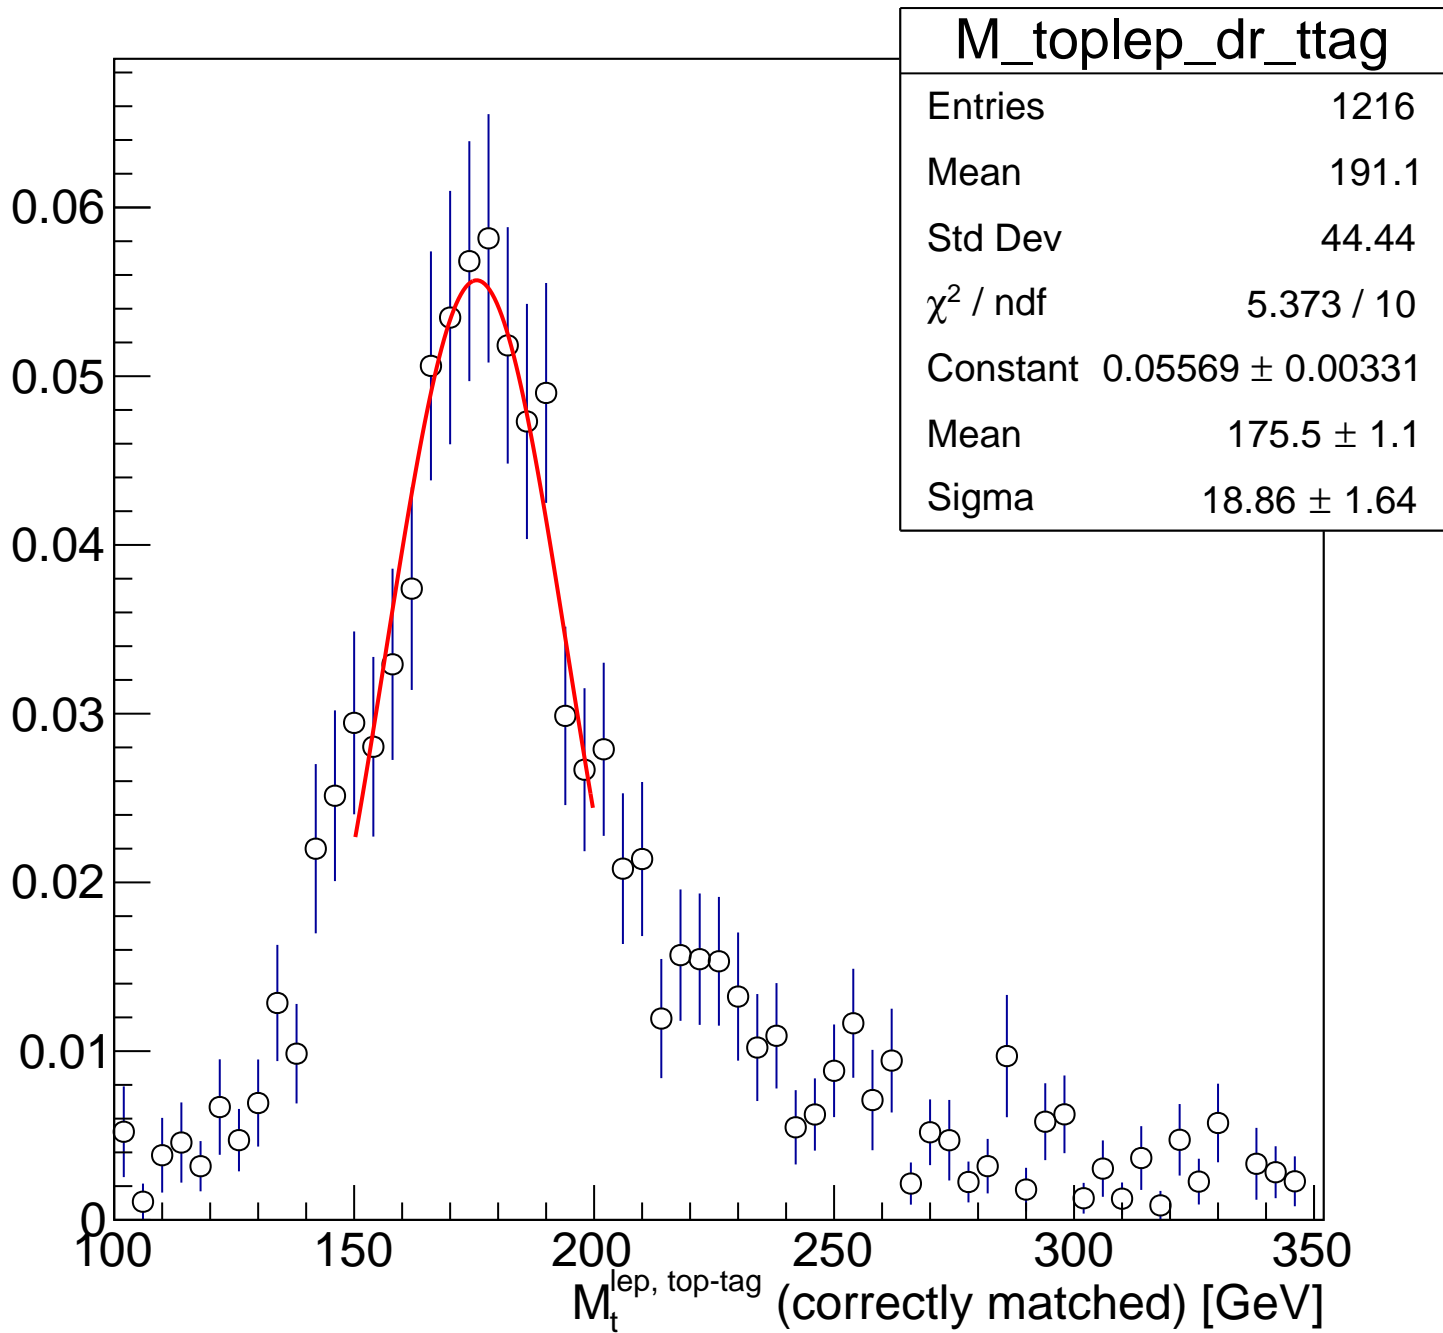 M_toplep_dr_ttag
Entries 1216
Mean 191.1
Std Dev 44.44
χ² / ndf 5.373 / 10
Constant 0.05569 ± 0.00331
Mean 175.5 ± 1.1
Sigma 18.86 ± 1.64
0.06
0.05
0.04
0.03
0.02
0.01
0
100 150 200 250 300 350
M_t^{lep, top-tag} (correctly matched) [GeV]